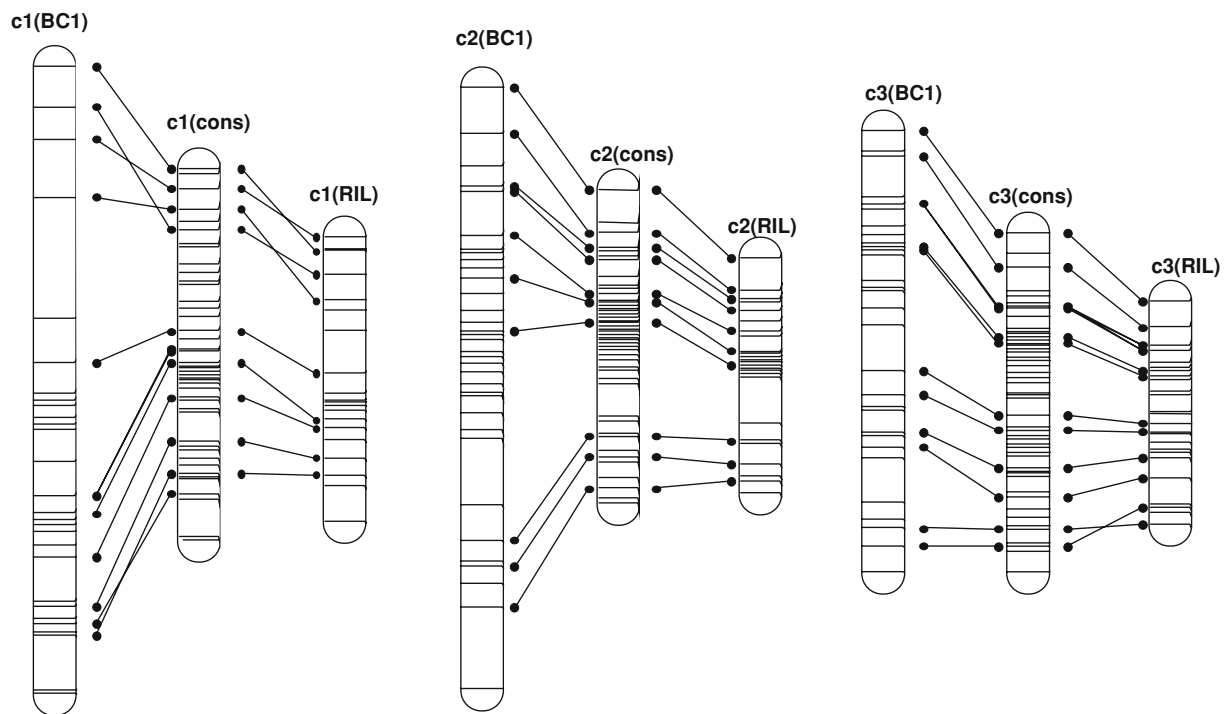 c1(BC1)
c1(cons)
c1(RIL)
c2(BC1)
c2(cons)
c2(RIL)
c3(BC1)
c3(cons)
c3(RIL)